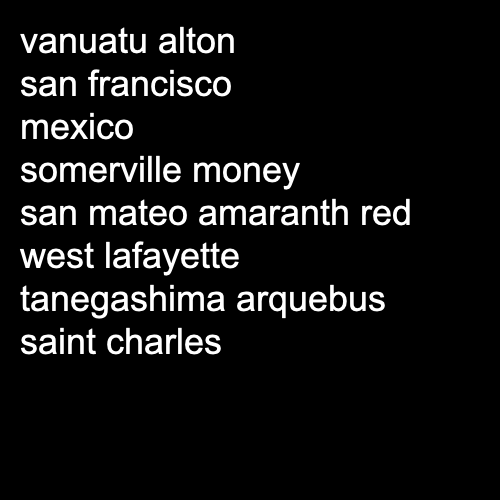 vanuatu alton
san francisco
mexico
somerville money
san mateo amaranth red
west lafayette
tanegashima arquebus
saint charles